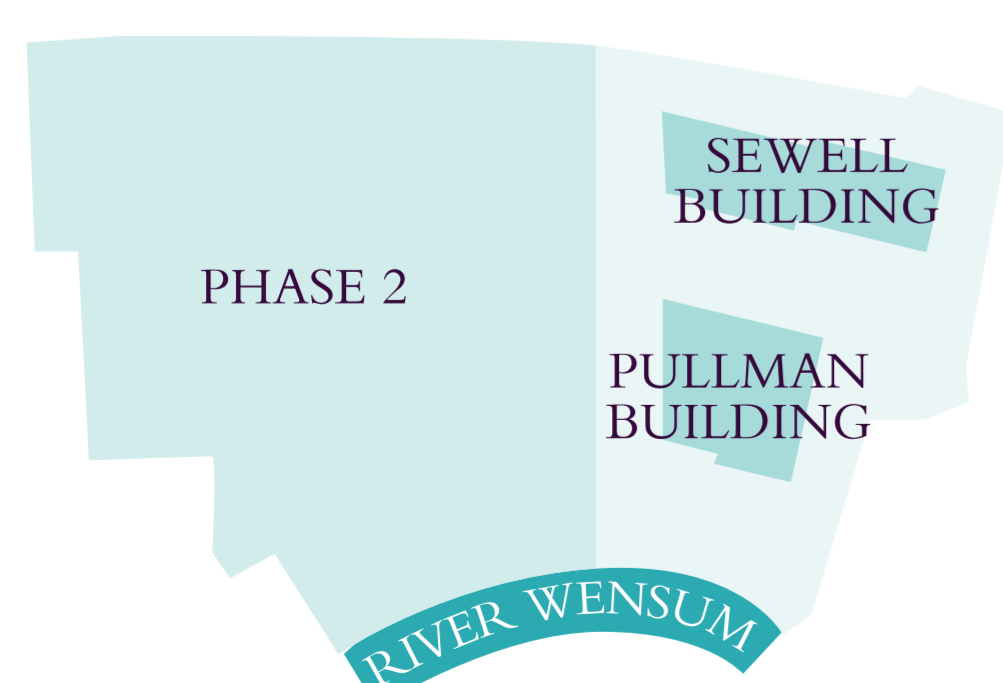 SEWELL
BUILDING
PHASE 2
PULLMAN
BUILDING
RIVER WENSUM